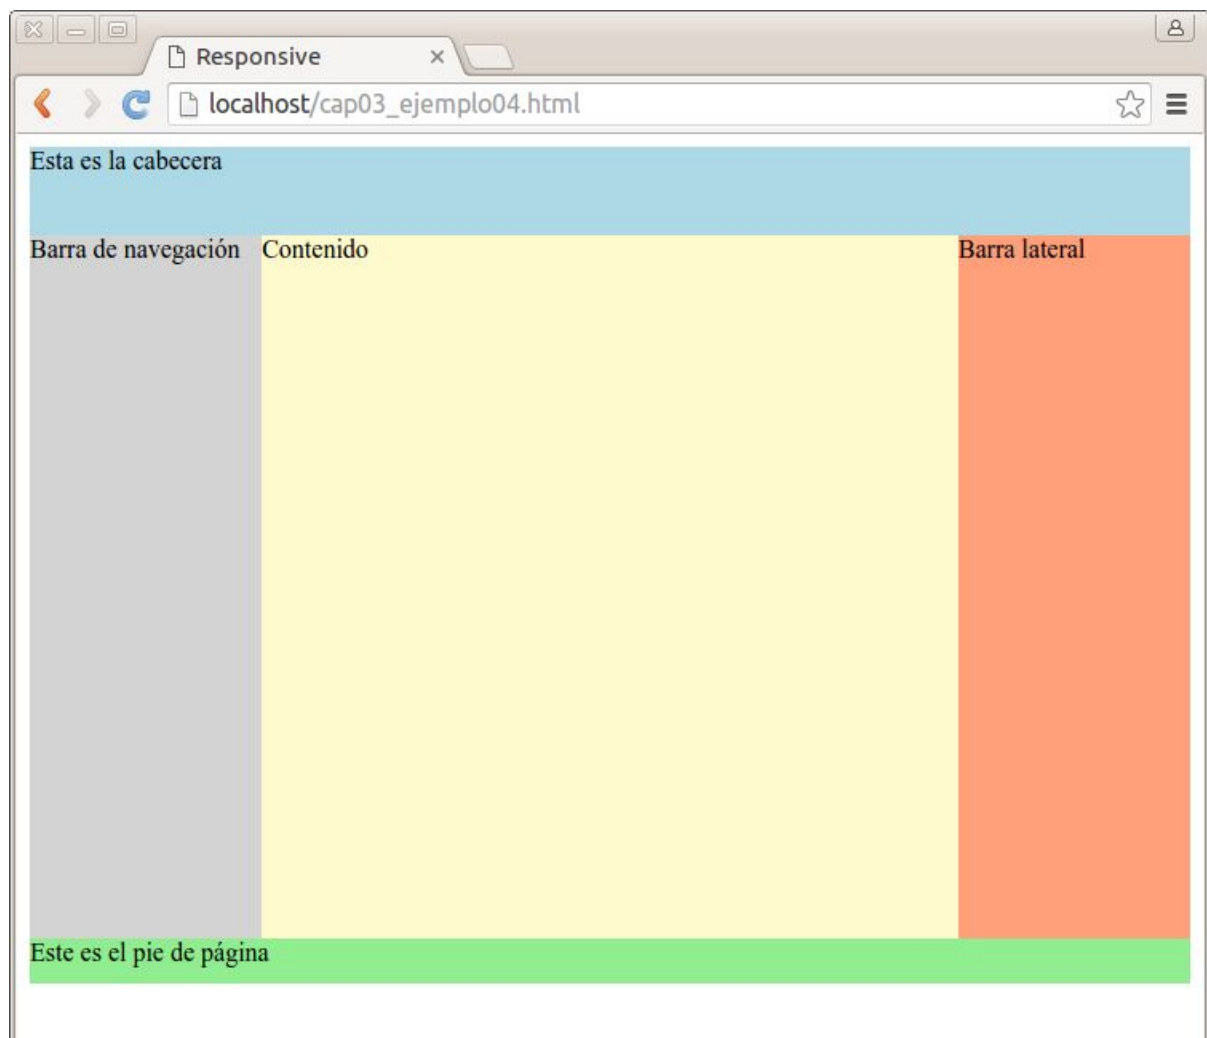 Responsive
localhost/cap03_ejemplo04.html
Esta es la cabecera
Barra de navegación
Contenido
Barra lateral
Este es el pie de página